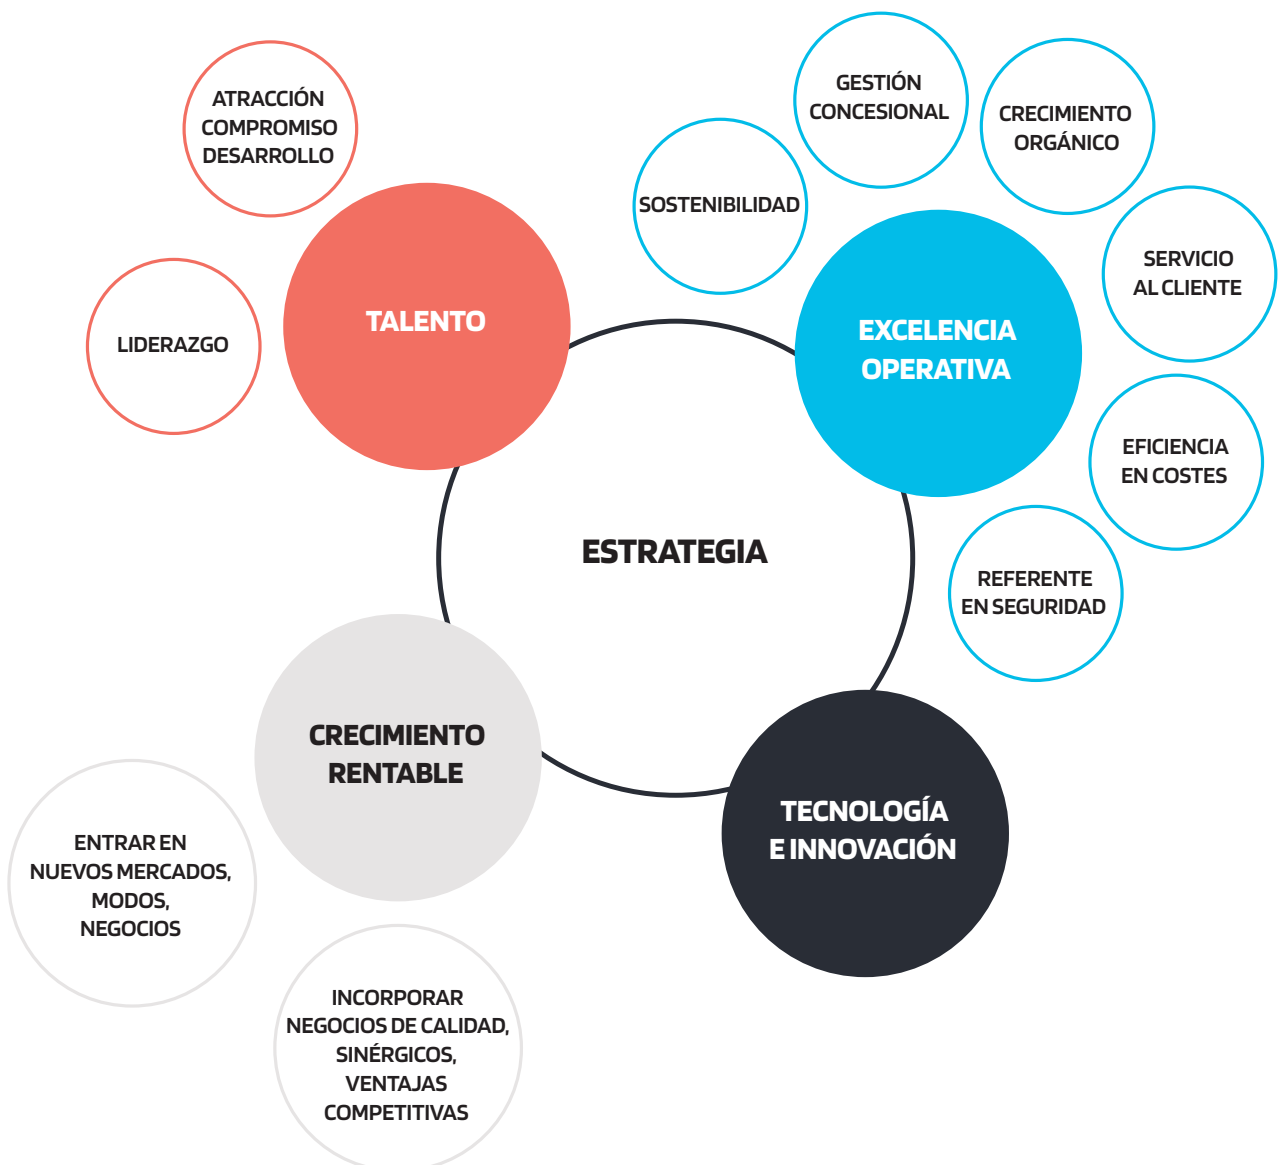 ATRACCIÓN
COMPROMISO
DESARROLLO
LIDERAZGO
TALENTO
SOSTENIBILIDAD
GESTIÓN
CONCESIONAL
CRECIMIENTO
ORGÁNICO
SERVICIO
AL CLIENTE
EFICIENCIA
EN COSTES
REFERENTE
EN SEGURIDAD
EXCELENCIA
OPERATIVA
ESTRATEGIA
CRECIMIENTO
RENTABLE
TECNOLOGÍA
E INNOVACIÓN
ENTRAR EN
NUEVOS MERCADOS,
MODOS,
NEGOCIOS
INCORPORAR
NEGOCIOS DE CALIDAD,
SINÉRGICOS,
VENTAJAS
COMPETITIVAS